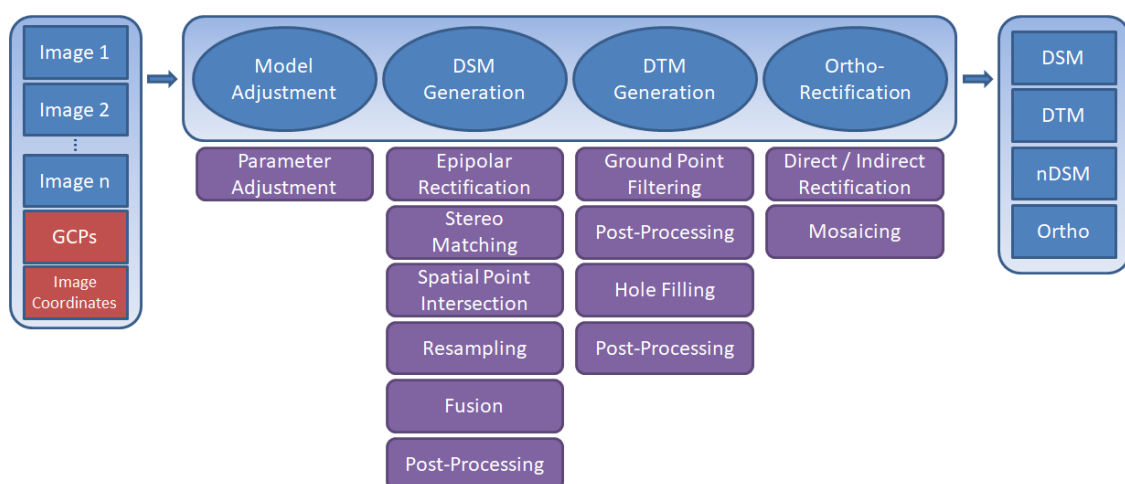 Image 1
Image 2
Image n
GCPs
Image
Coordinates
Model
Adjustment
DSM
Generation
DTM
Generation
Ortho-
Rectification
Parameter
Adjustment
Epipolar
Rectification
Stereo
Matching
Spatial Point
Intersection
Resampling
Fusion
Post-Processing
Ground Point
Filtering
Post-Processing
Hole Filling
Post-Processing
Direct / Indirect
Rectification
Mosaicing
DSM
DTM
nDSM
Ortho